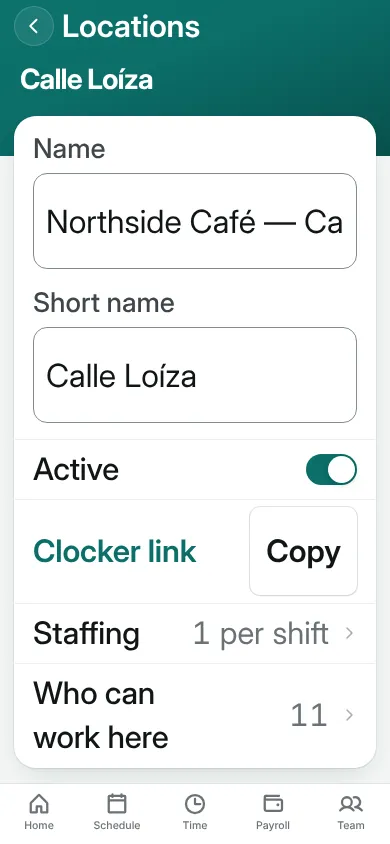 Locations
Calle Loíza
Name
Northside Café — Ca
Short name
Calle Loíza
Active
Clocker link
Copy
Staffing
1 per shift
Who can
work here
11
Home
Schedule
Time
Payroll
Team